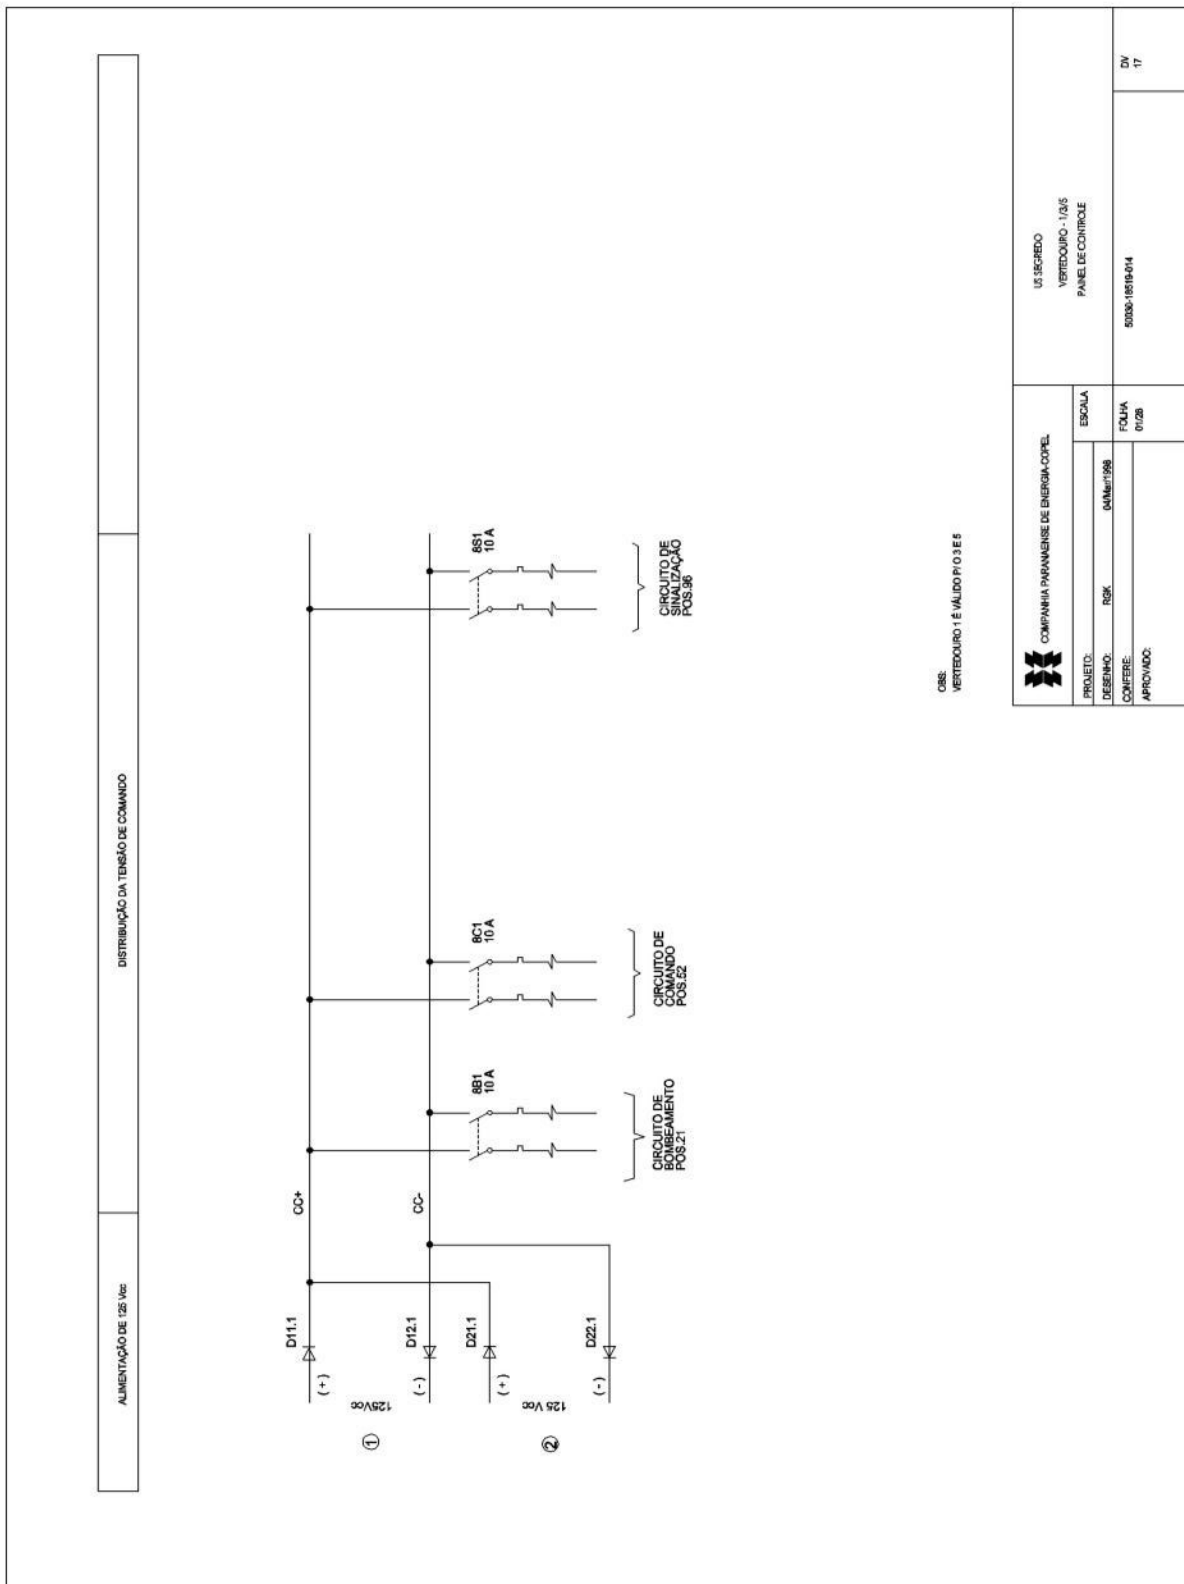 ALIMENTAÇÃO DE 125 Vcc
DISTRIBUIÇÃO DA TENSÃO DE COMANDO
D11.1
(+)
CC+
125Vcc
1
D12.1
(-)
CC-
D21.1
(+)
125 Vcc
2
D22.1
(-)
8B1
10 A
CIRCUITO DE
BOMBEAMENTO
POS.21
8C1
10 A
CIRCUITO DE
COMANDO
POS.52
8S1
10 A
CIRCUITO DE
SINALIZAÇÃO
POS.96
OBS:
VERTEDOURO 1 É VÁLIDO P/ O 3 E 5
COMPANHIA PARANAENSE DE ENERGIA-COPEL
PROJETO:
ESCALA
DESENHO: RGK 04/Mar/1998
CONFERE:
FOLHA
01/28
APROVADO:
US SEGREDO
VERTEDOURO - 1/3/5
PAINEL DE CONTROLE
50030-18519-014
DV
17